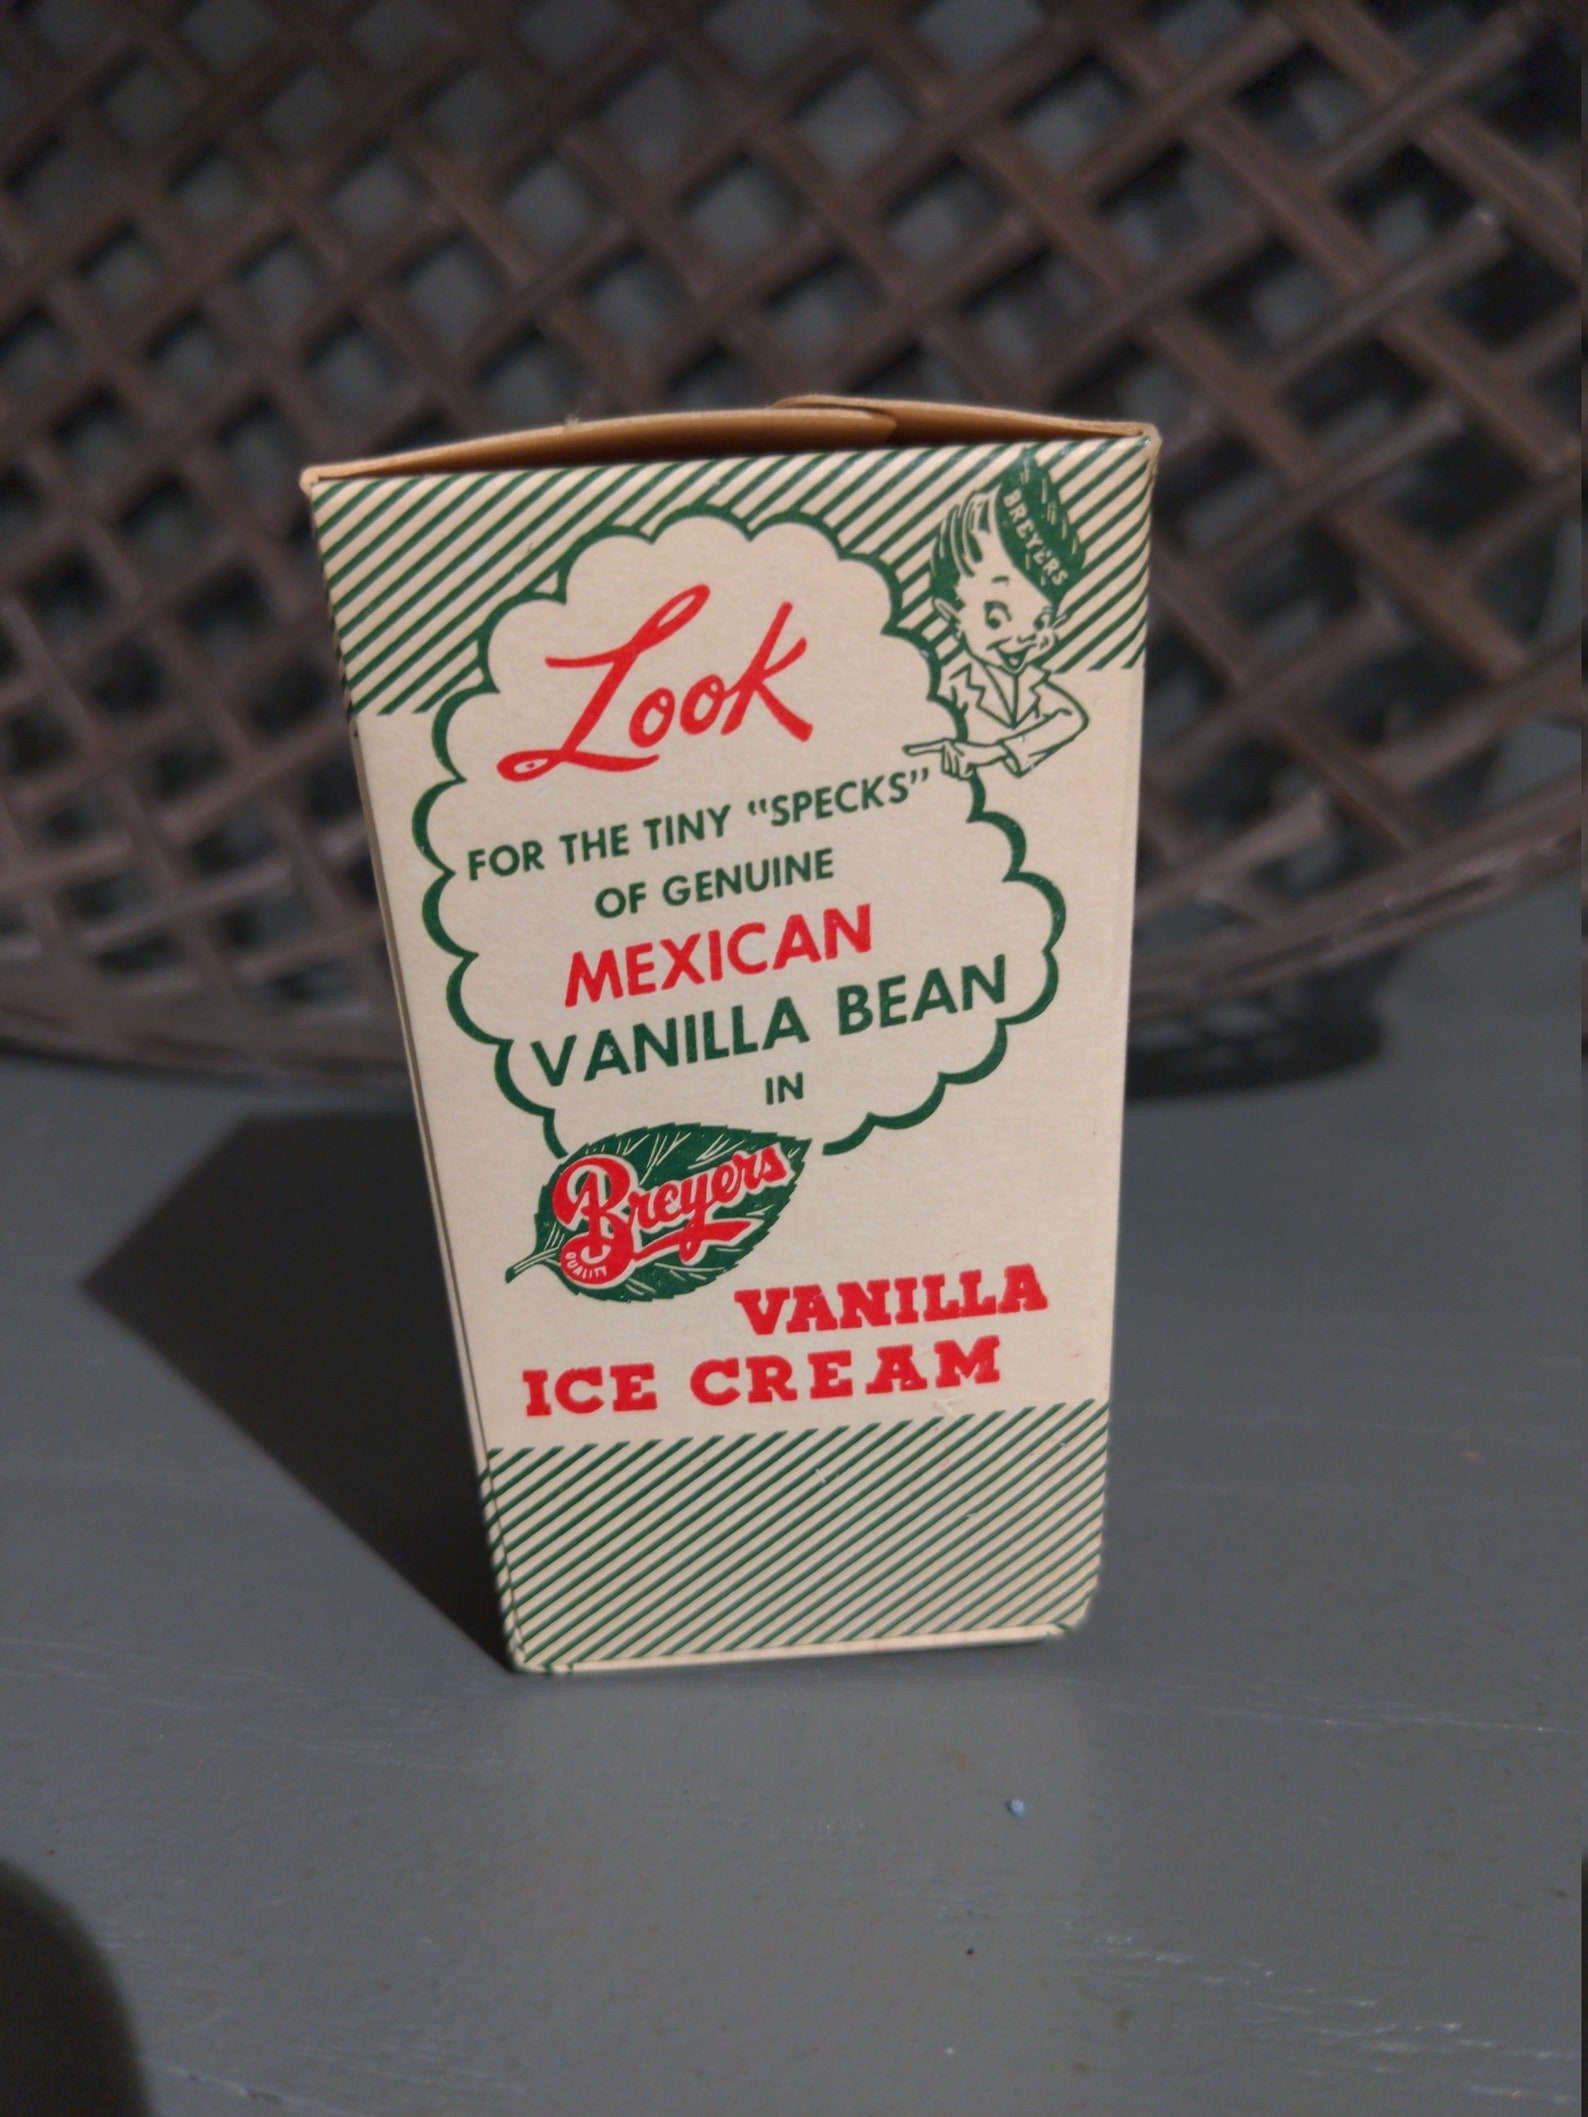 BREYERS
Look
FOR THE TINY "SPECKS"
OF GENUINE
MEXICAN
VANILLA BEAN
IN
Breyers
QUALITY
VANILLA
ICE CREAM